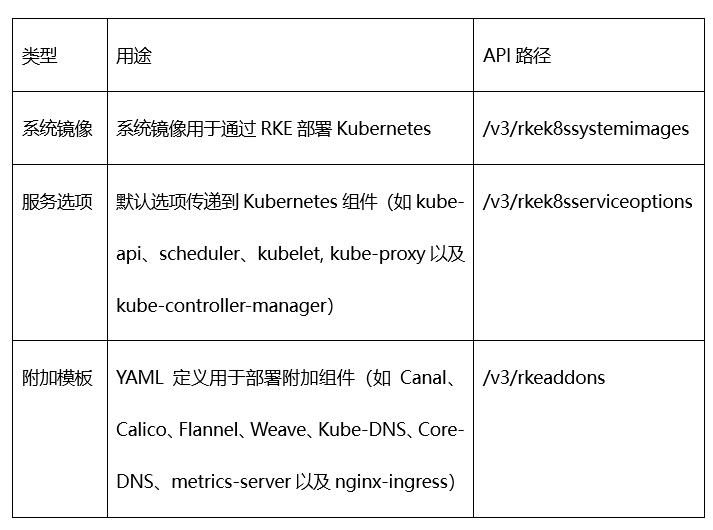 类型 用途 API 路径
系统镜像 系统镜像用于通过 RKE 部署 Kubernetes /v3/rkek8ssystemimages
服务选项 默认选项传递到 Kubernetes 组件（如 kube- /v3/rkek8sserviceoptions
api、scheduler、kubelet, kube-proxy 以及
kube-controller-manager）
附加模板 YAML 定义用于部署附加组件（如 Canal、 /v3/rkeaddons
Calico、Flannel、Weave、Kube-DNS、Core-
DNS、metrics-server 以及 nginx-ingress）